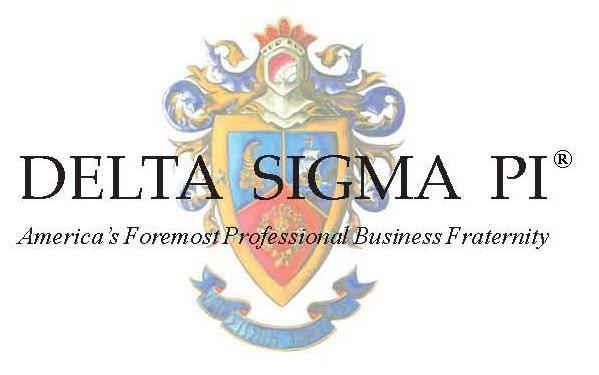 DELTA SIGMA PI®
America's Foremost Professional Business Fraternity